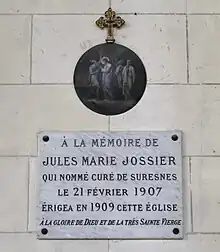 À LA MÉMOIRE DE
JULES MARIE JOSSIER
QUI NOMMÉ CURÉ DE SURESNES
LE 21 FÉVRIER 1907
ÉRIGEA EN 1909 CETTE ÉGLISE
À LA GLOIRE DE DIEU ET DE LA TRÈS SAINTE VIERGE